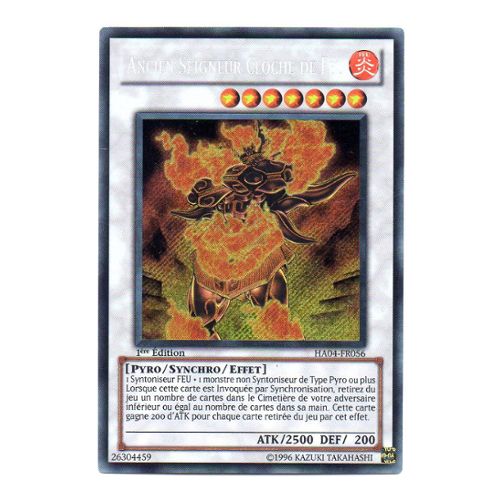 Ancien Seigneur Cloche de F
FEU
炎
1ère Édition
HA04-FR056
[Pyro/Synchro/Effet]
1 Syntoniseur FEU + 1 monstre non Syntoniseur de Type Pyro ou plus
Lorsque cette carte est Invoquée par Synchronisation, retirez du
jeu un nombre de cartes dans le Cimetière de votre adversaire
inférieur ou égal au nombre de cartes dans sa main. Cette carte
gagne 200 d'ATK pour chaque carte retirée du jeu par cet effet.
ATK/2500 DEF/ 200
26304459
©1996 KAZUKI TAKAHASHI